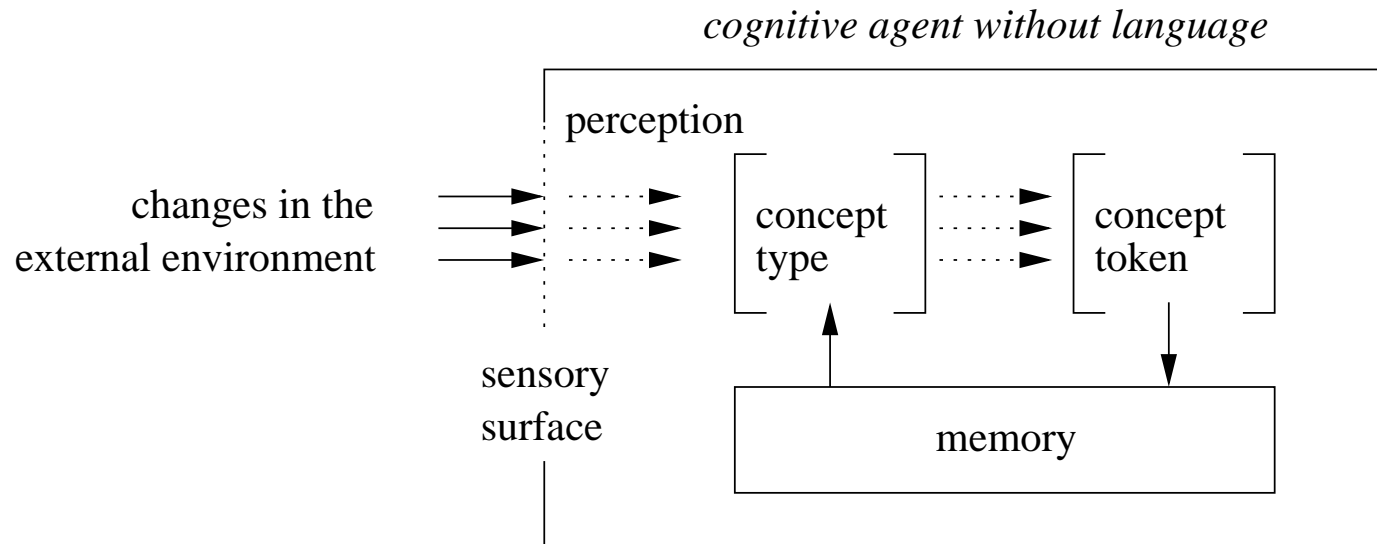 cognitive agent without language
perception
changes in the
external environment
concept
type
concept
token
sensory
surface
memory